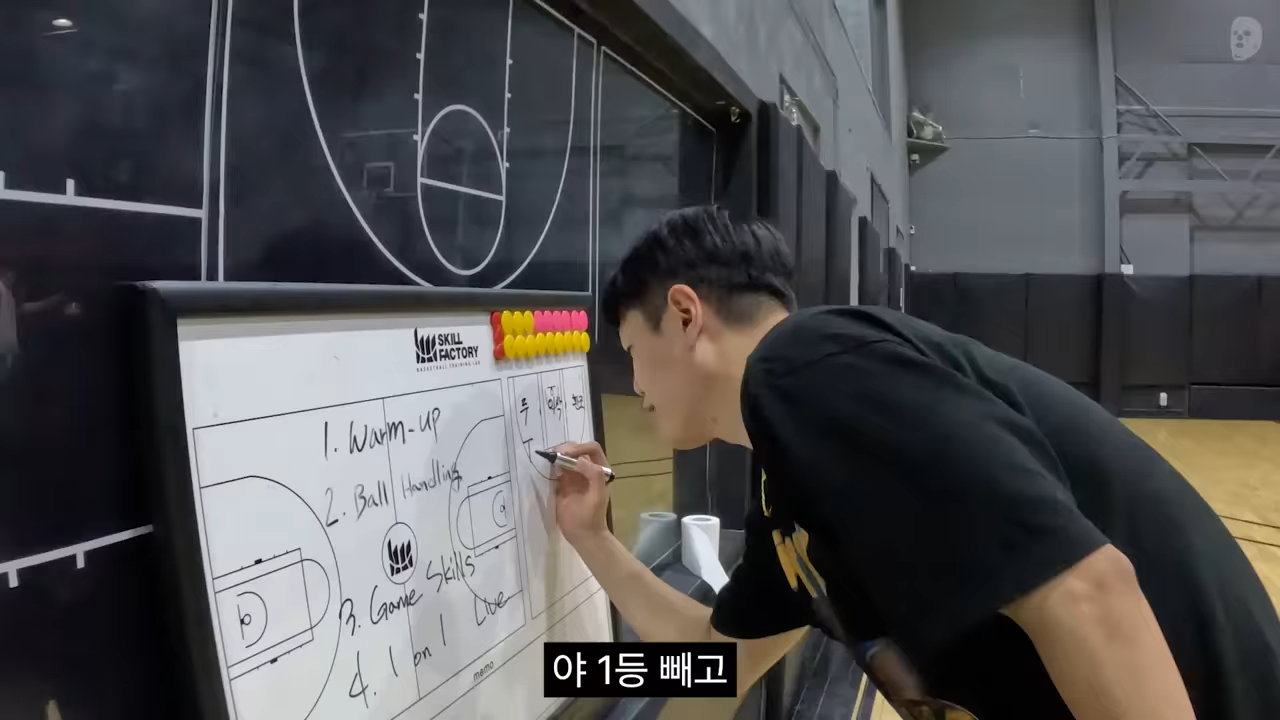 SKILL
FACTORY
BASKETBALL TRAINING LAB
1. Warm-up
2. Ball Handling
3. Game Skills
4. 1 on 1 Live
memo
야 1등 빼고